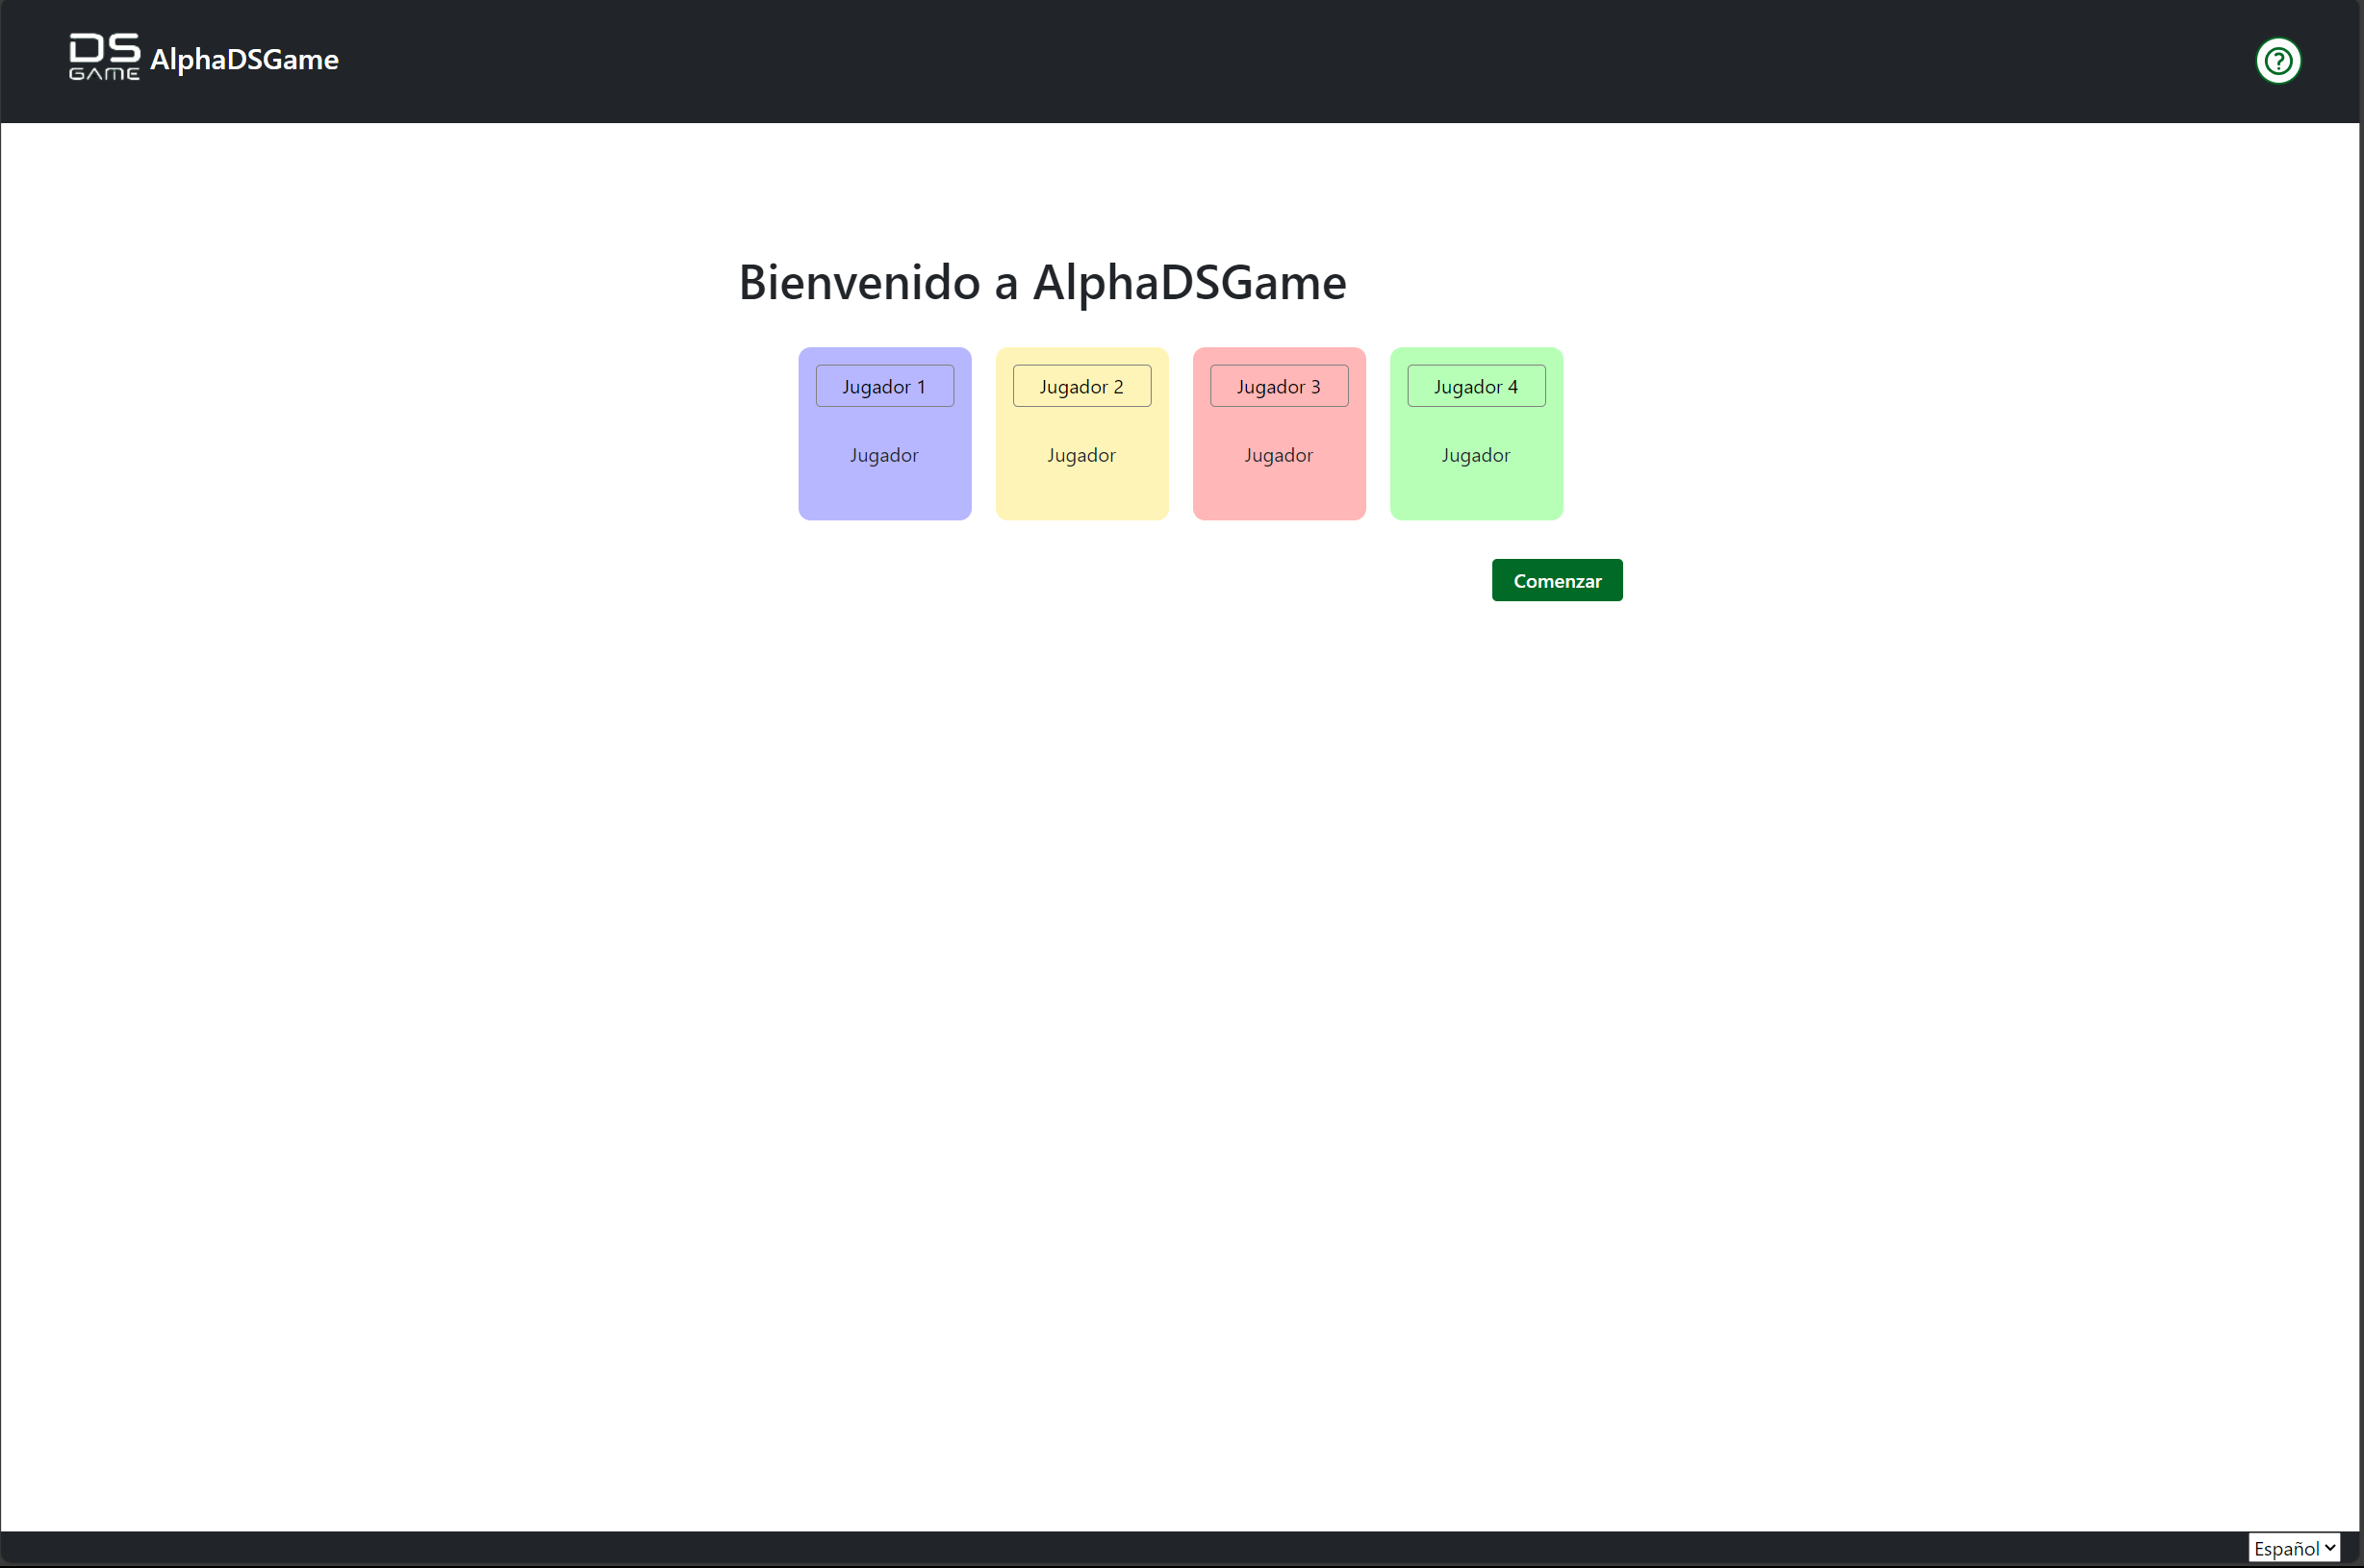 DS
GAME
AlphaDSGame
Bienvenido a AlphaDSGame
Jugador 1
Jugador 2
Jugador 3
Jugador 4
Jugador
Jugador
Jugador
Jugador
Comenzar
Español